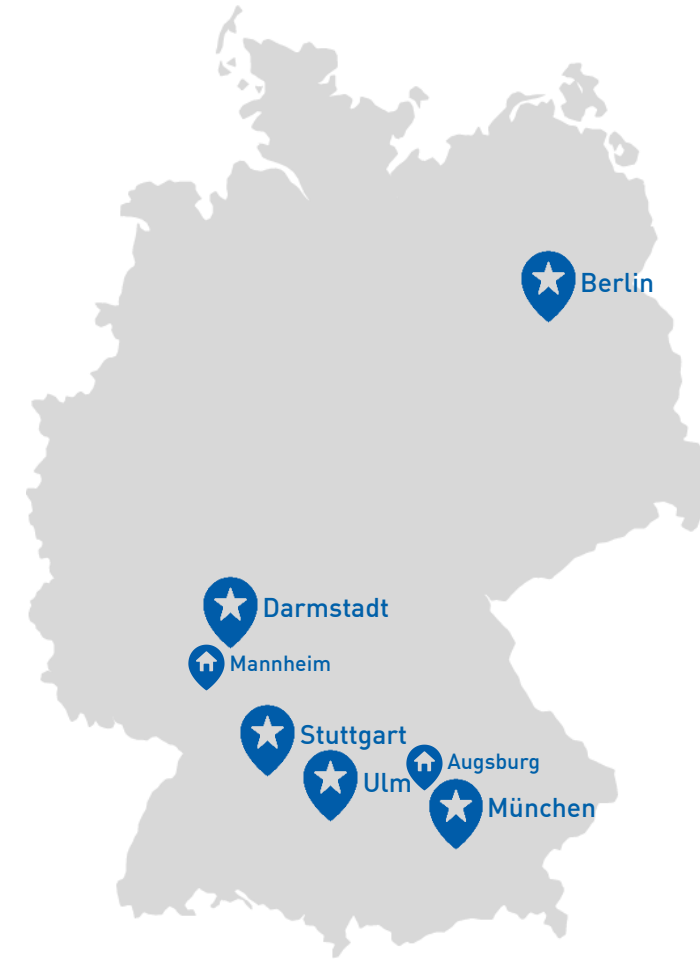 Berlin
Darmstadt
Mannheim
Stuttgart
Augsburg
Ulm
München